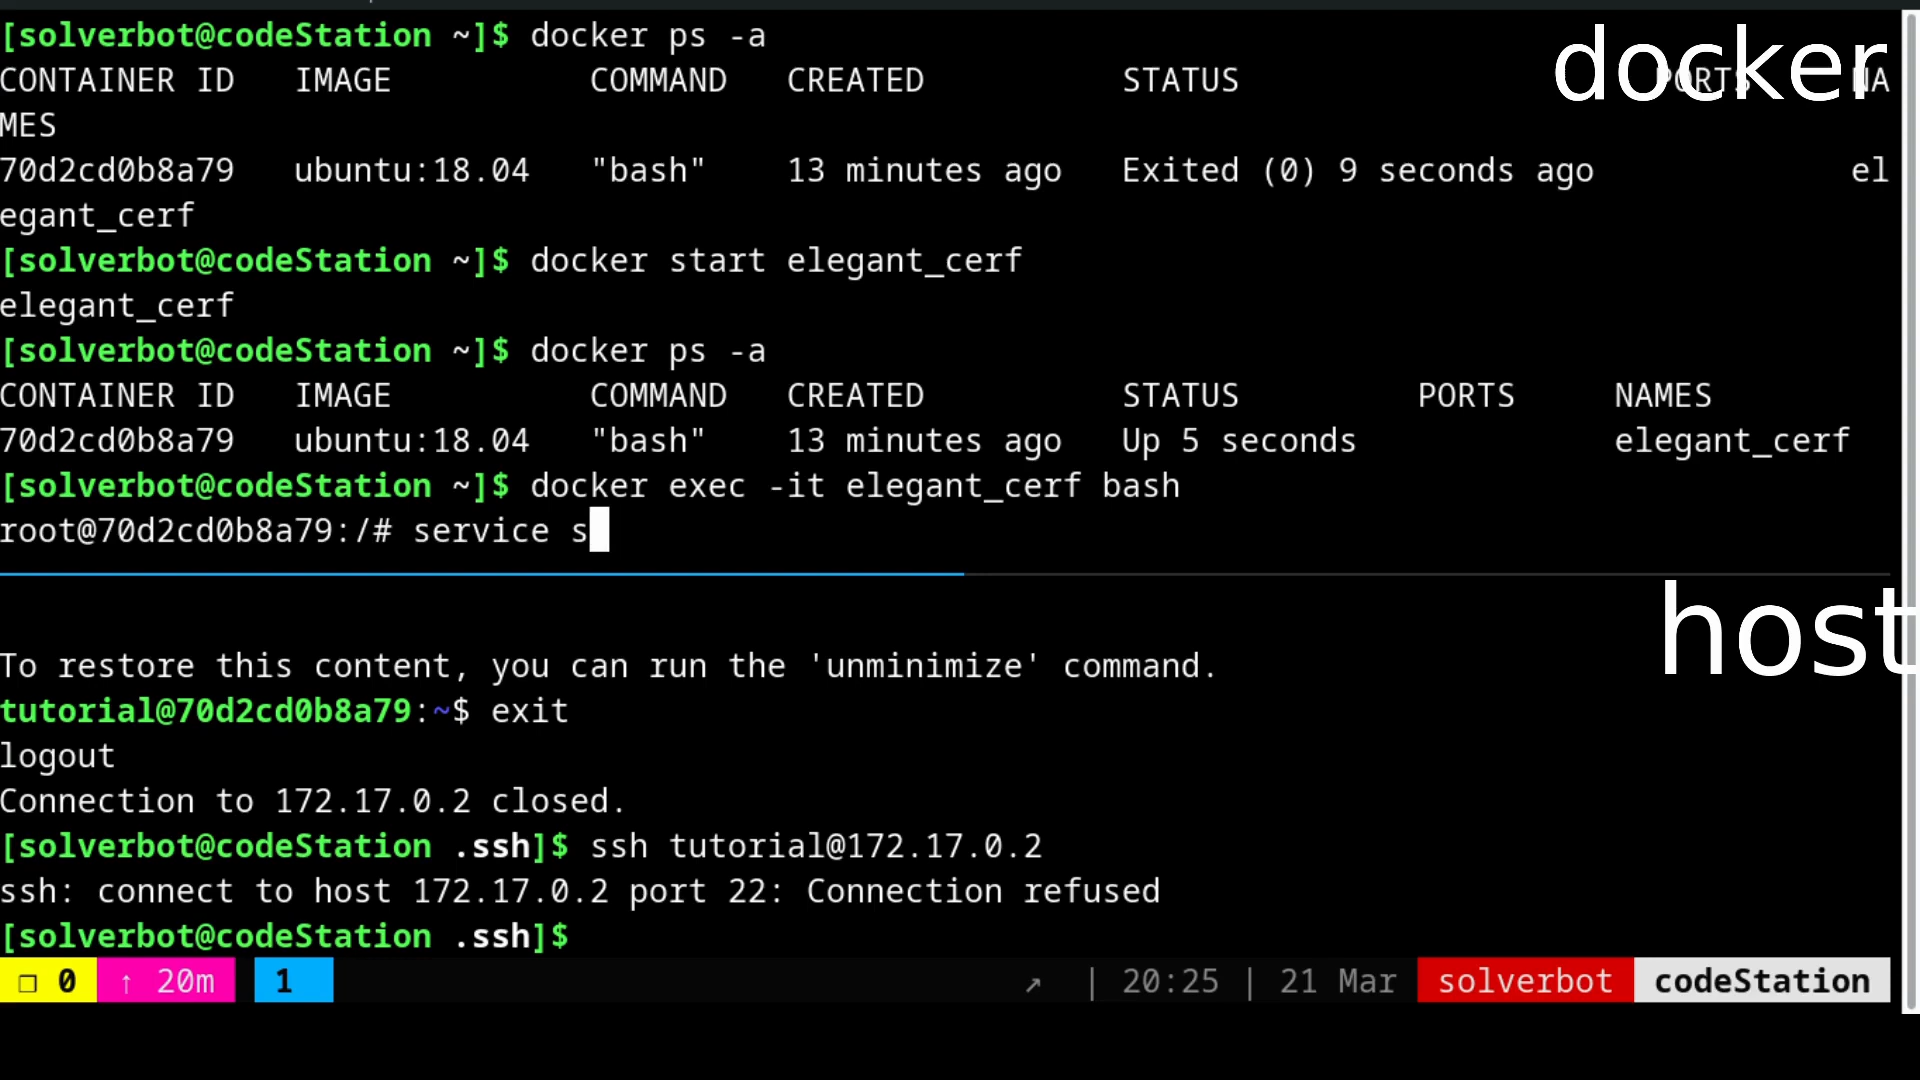 [solverbot@codeStation ~]$ docker ps -a
docker
CONTAINER ID   IMAGE          COMMAND   CREATED          STATUS                     PORTS     NA
MES
70d2cd0b8a79   ubuntu:18.04   "bash"    13 minutes ago   Exited (0) 9 seconds ago             el
egant_cerf
[solverbot@codeStation ~]$ docker start elegant_cerf
elegant_cerf
[solverbot@codeStation ~]$ docker ps -a
CONTAINER ID   IMAGE          COMMAND   CREATED          STATUS         PORTS     NAMES
70d2cd0b8a79   ubuntu:18.04   "bash"    13 minutes ago   Up 5 seconds             elegant_cerf
[solverbot@codeStation ~]$ docker exec -it elegant_cerf bash
root@70d2cd0b8a79:/# service s
host
To restore this content, you can run the 'unminimize' command.
tutorial@70d2cd0b8a79:~$ exit
logout
Connection to 172.17.0.2 closed.
[solverbot@codeStation .ssh]$ ssh tutorial@172.17.0.2
ssh: connect to host 172.17.0.2 port 22: Connection refused
[solverbot@codeStation .ssh]$
❐ 0 ↑ 20m 1 ↗ | 20:25 | 21 Mar solverbot codeStation